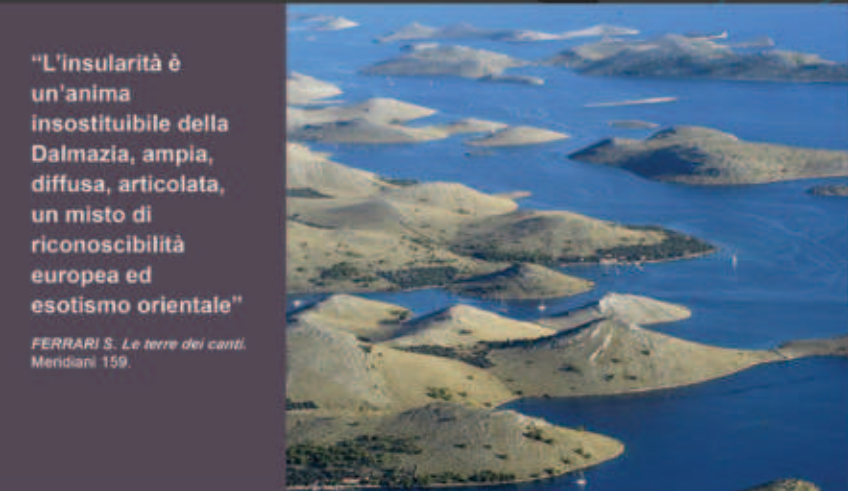 “L’insularità è
un’anima
insostituibile della
Dalmazia, ampia,
diffusa, articolata,
un misto di
riconoscibilità
europea ed
esotismo orientale”
FERRARI S. Le terre dei canti.
Meridiani 159.